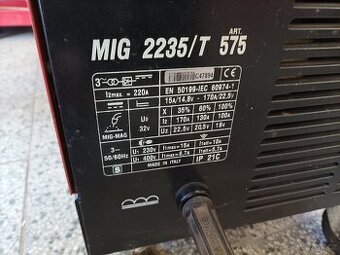 ART.
MIG 2235/T 575
3~
I2max. = 220A
EN 50199-IEC 60974-1
15A/14,8v - 170A/22.5v
X 35% 60% 100%
U0
32v
I2 170A 130A 100A
MIG-MAG
U2 22.5v 20.5v 19v
3~
50/60Hz
U1 230v I1max = 15A I1eff = 10A
U1 400v I1max = 8.7A I1eff = 5.7A
S
MADE IN ITALY
IP 21C